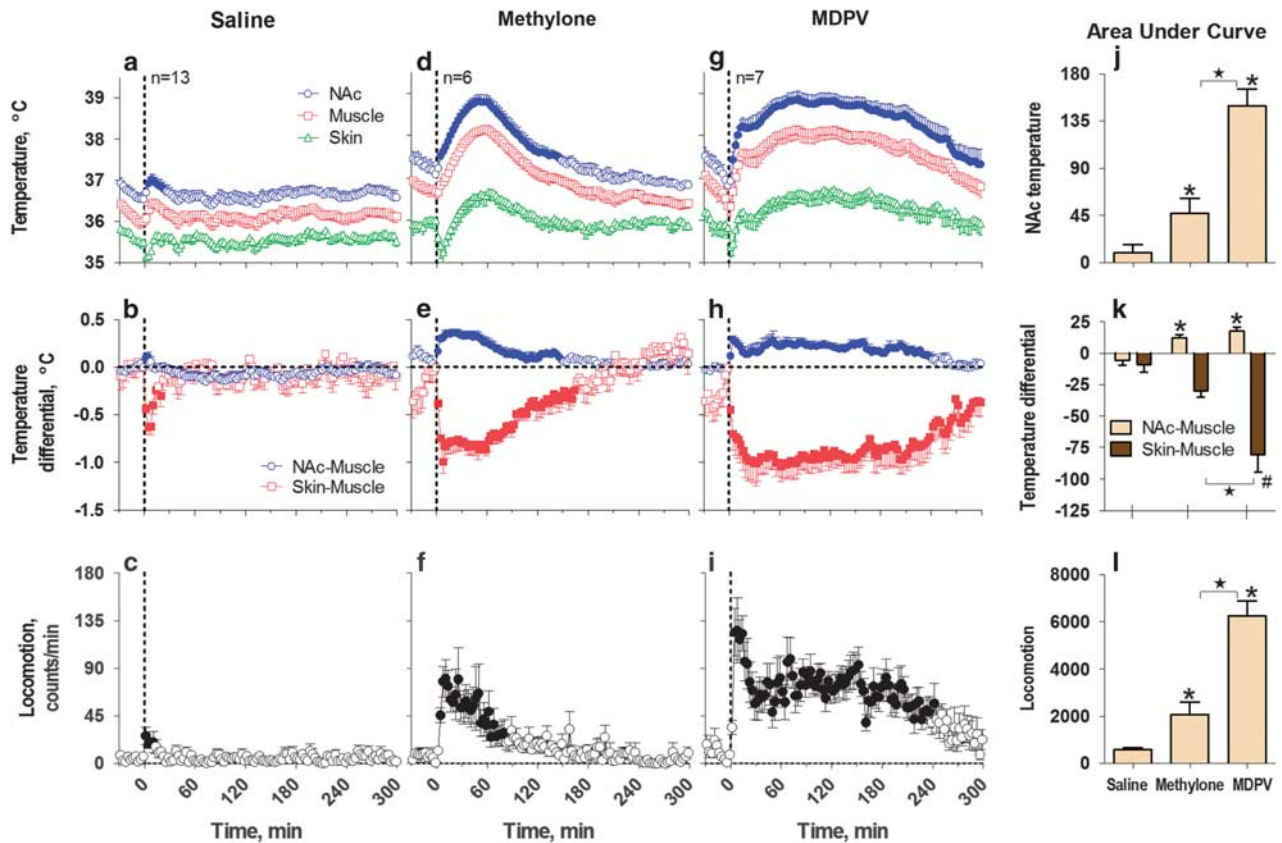 Saline
Methylone
MDPV
Area Under Curve
a
n=13
NAc
Muscle
Skin
Temperature, °C
39
38
37
36
35
d
n=6
g
n=7
j
★
*
*
NAc temperature
180
135
90
45
0
b
Temperature
differential, °C
0.5
0.0
-0.5
-1.0
-1.5
NAc-Muscle
Skin-Muscle
e
h
k
*
*
Temperature differential
25
0
-25
-50
-75
-100
-125
NAc-Muscle
Skin-Muscle
★
#
c
Locomotion,
counts/min
180
135
90
45
0
0
60
120
180
240
300
Time, min
f
0
60
120
180
240
300
Time, min
i
0
60
120
180
240
300
Time, min
l
★
*
*
Locomotion
8000
6000
4000
2000
0
Saline
Methylone
MDPV